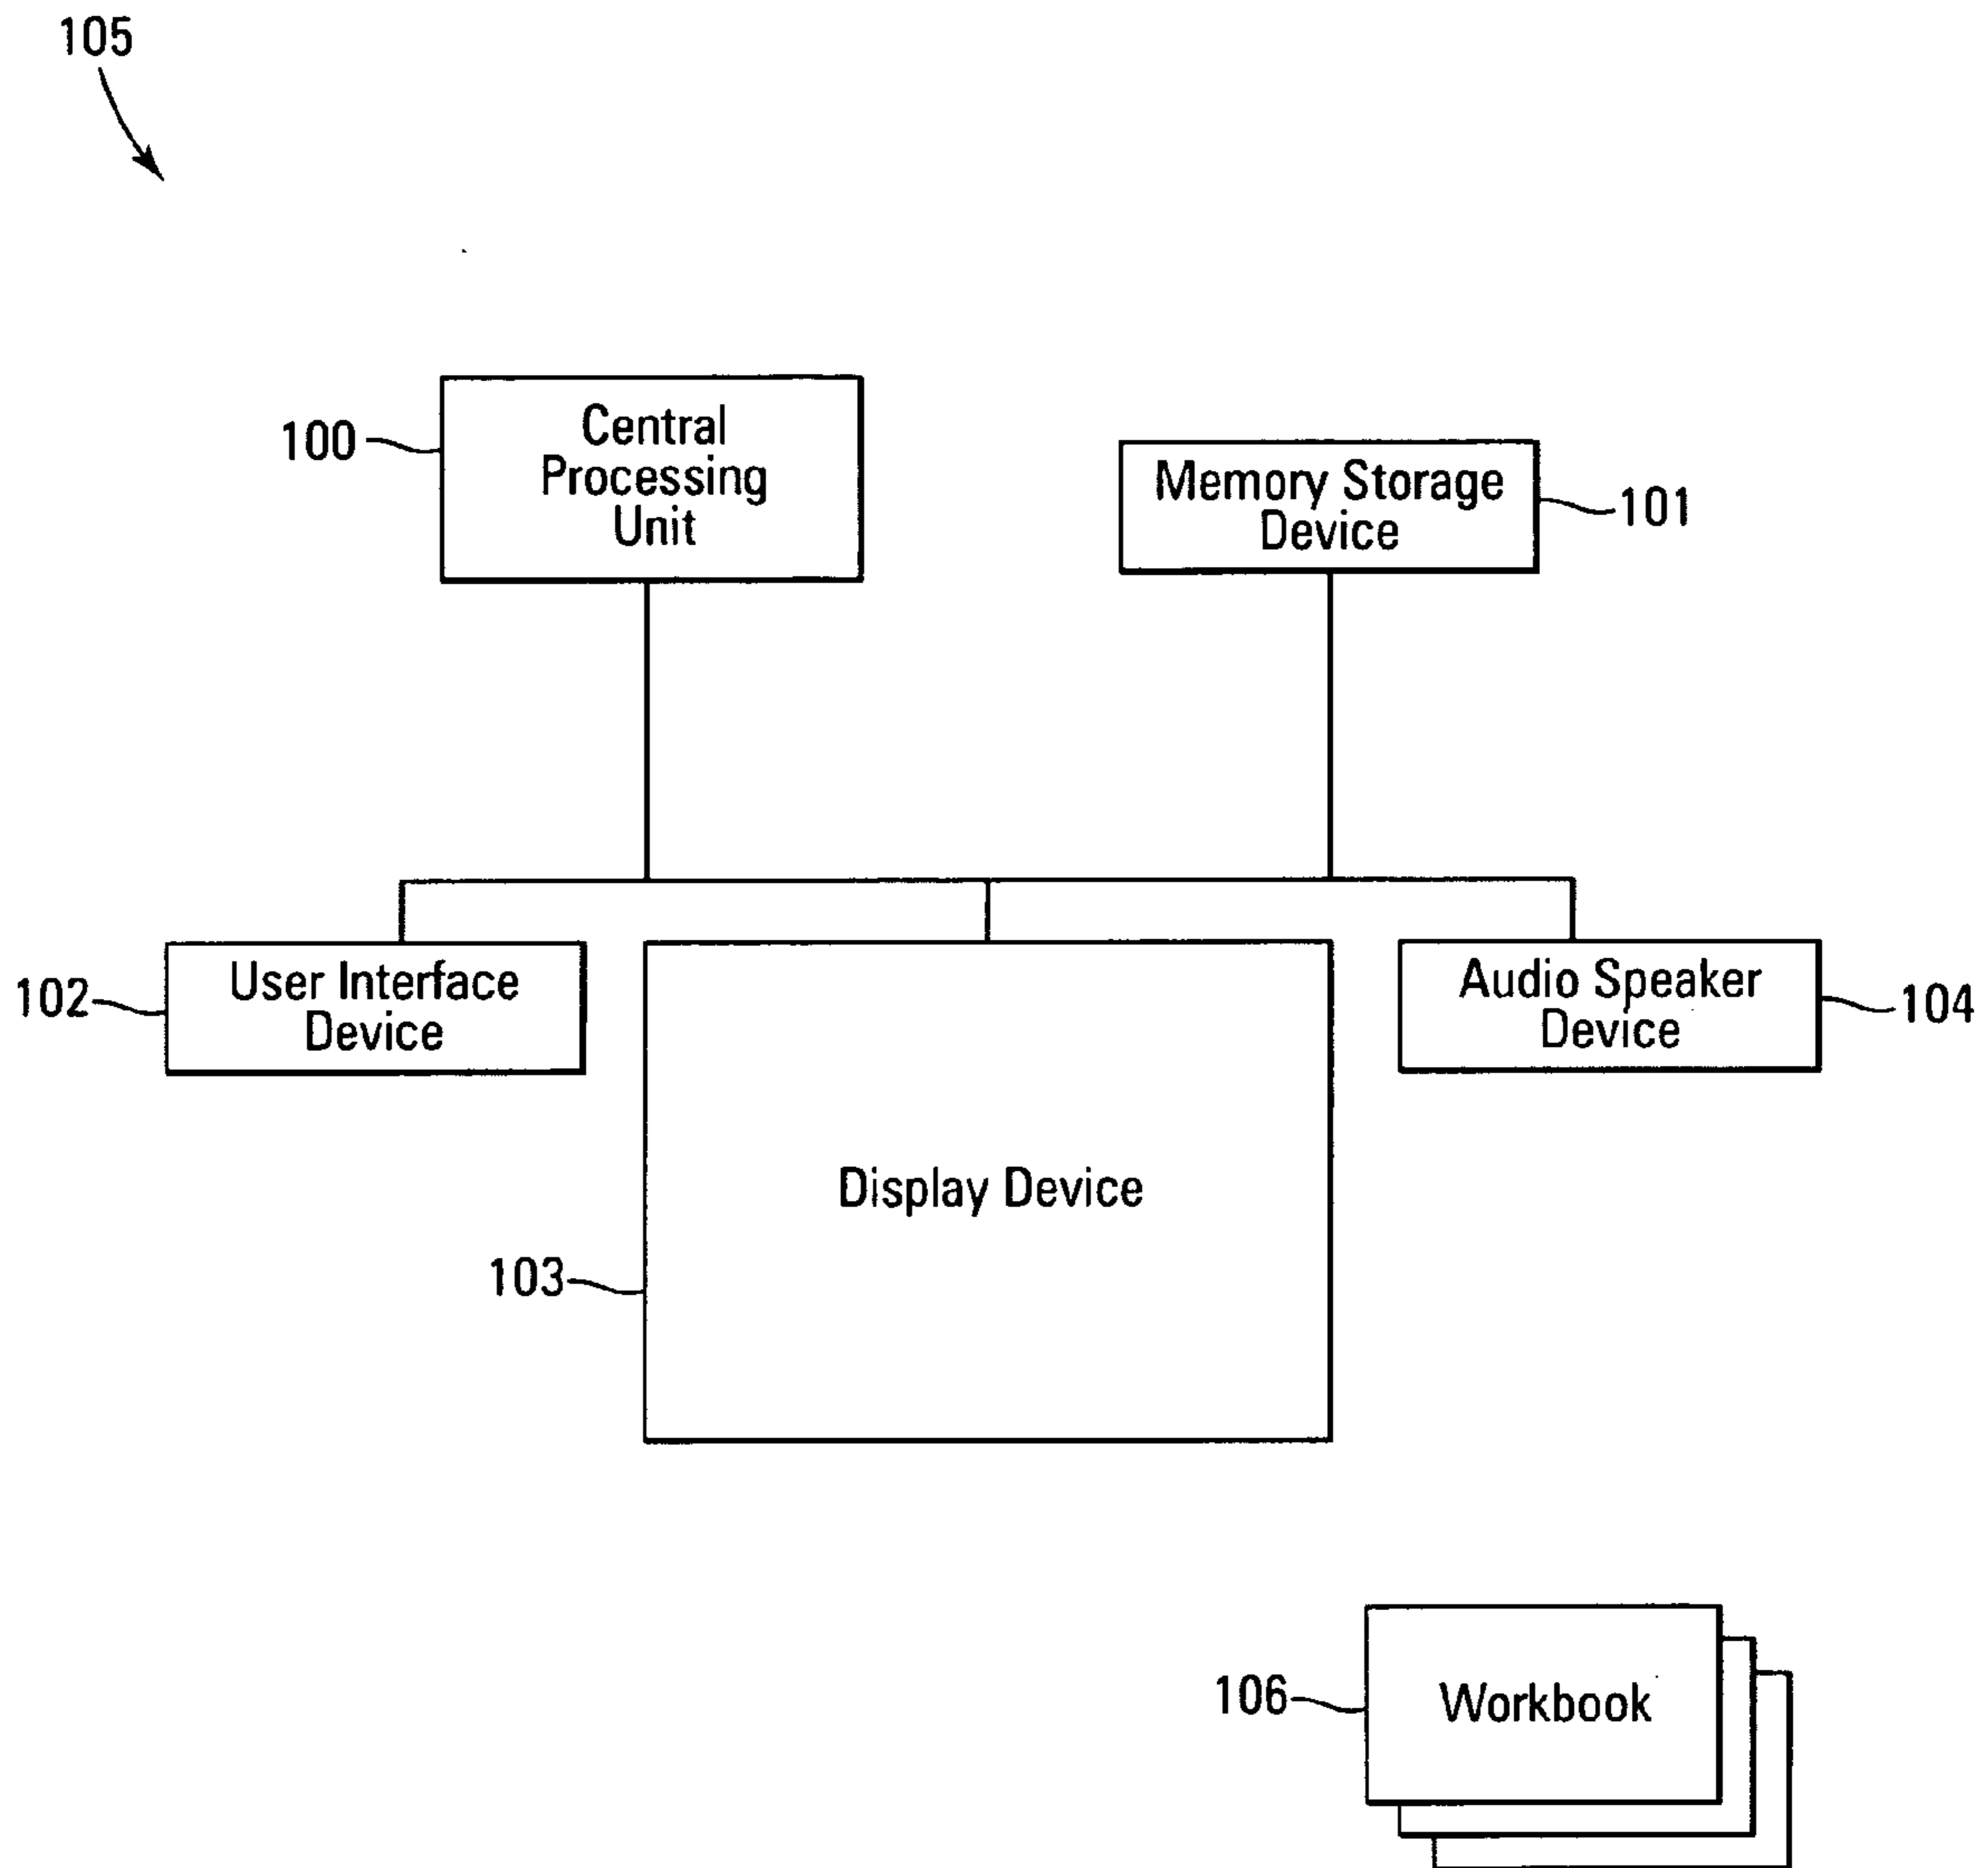 105
100
Central
Processing
Unit
Memory Storage
Device
101
102
User Interface
Device
Audio Speaker
Device
104
Display Device
103
106
Workbook